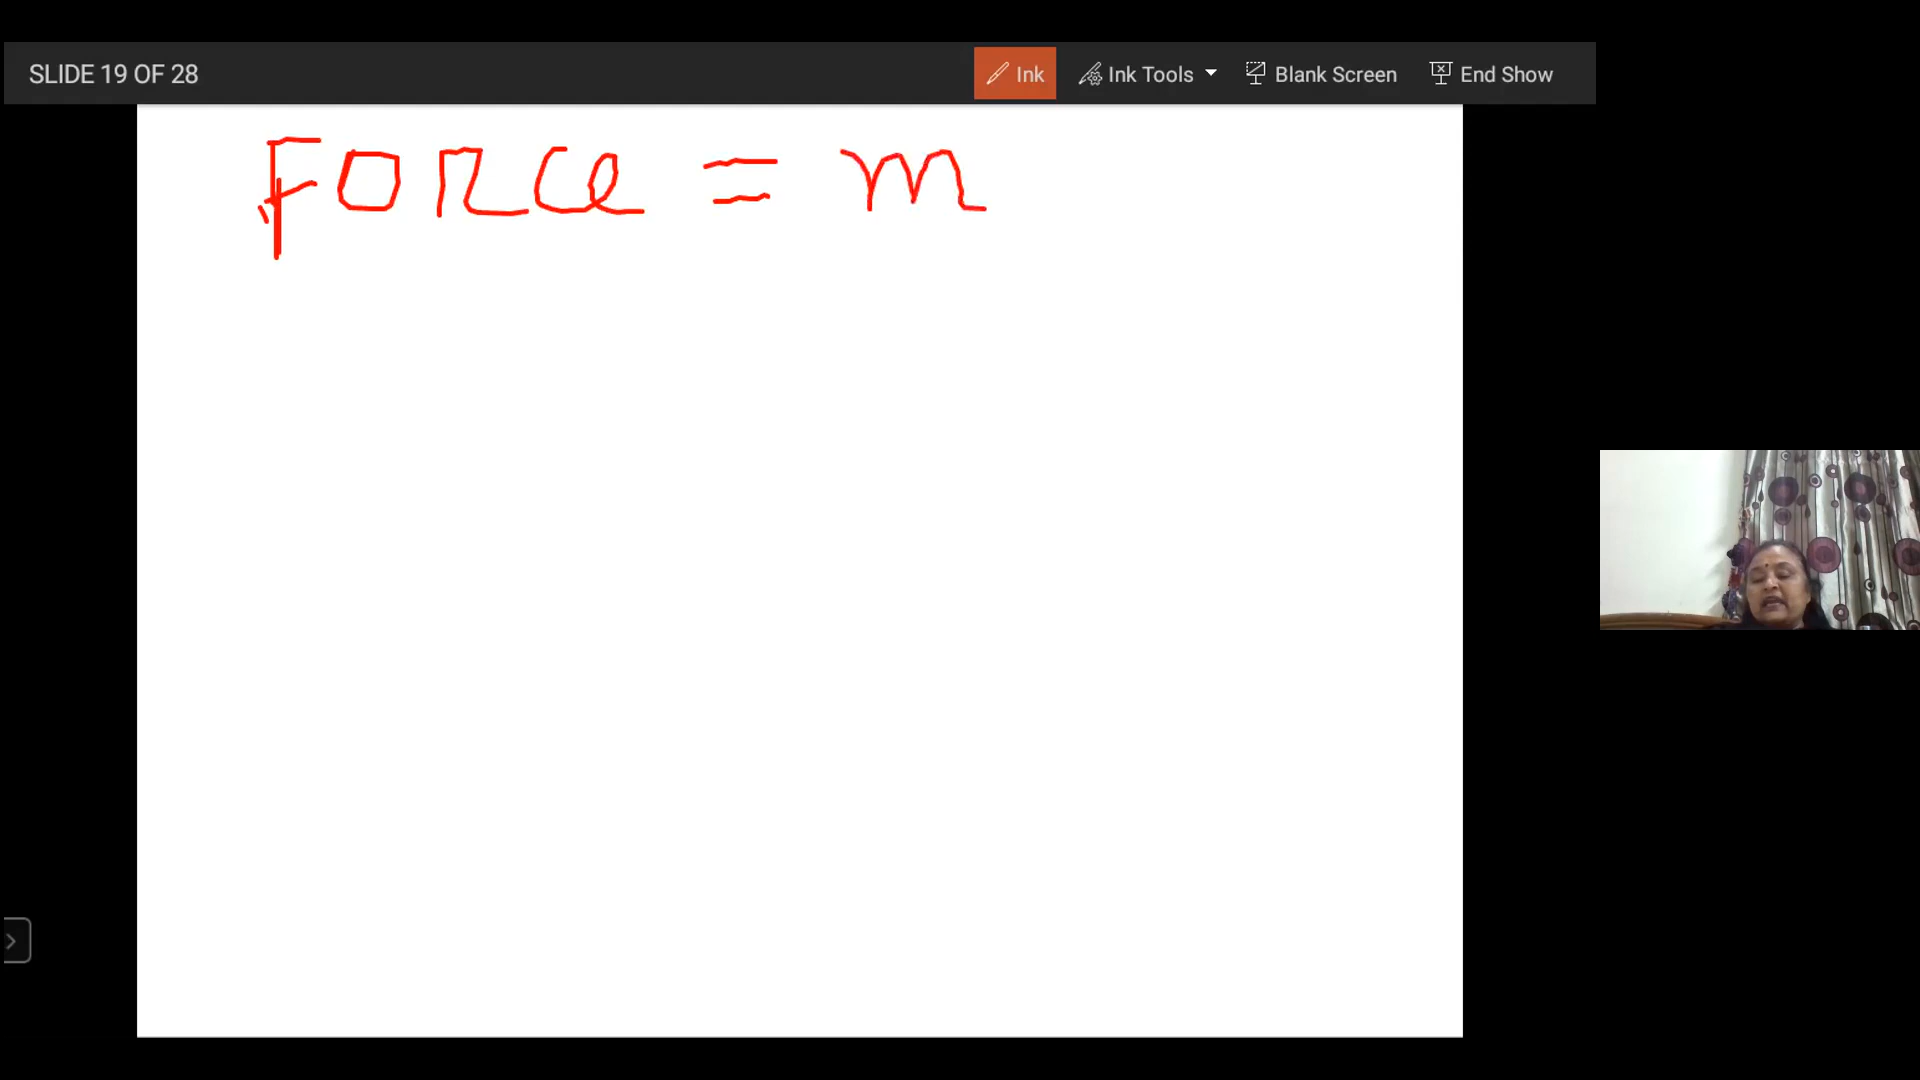 SLIDE 19 OF 28 Ink Ink Tools Blank Screen End Show
Force = m